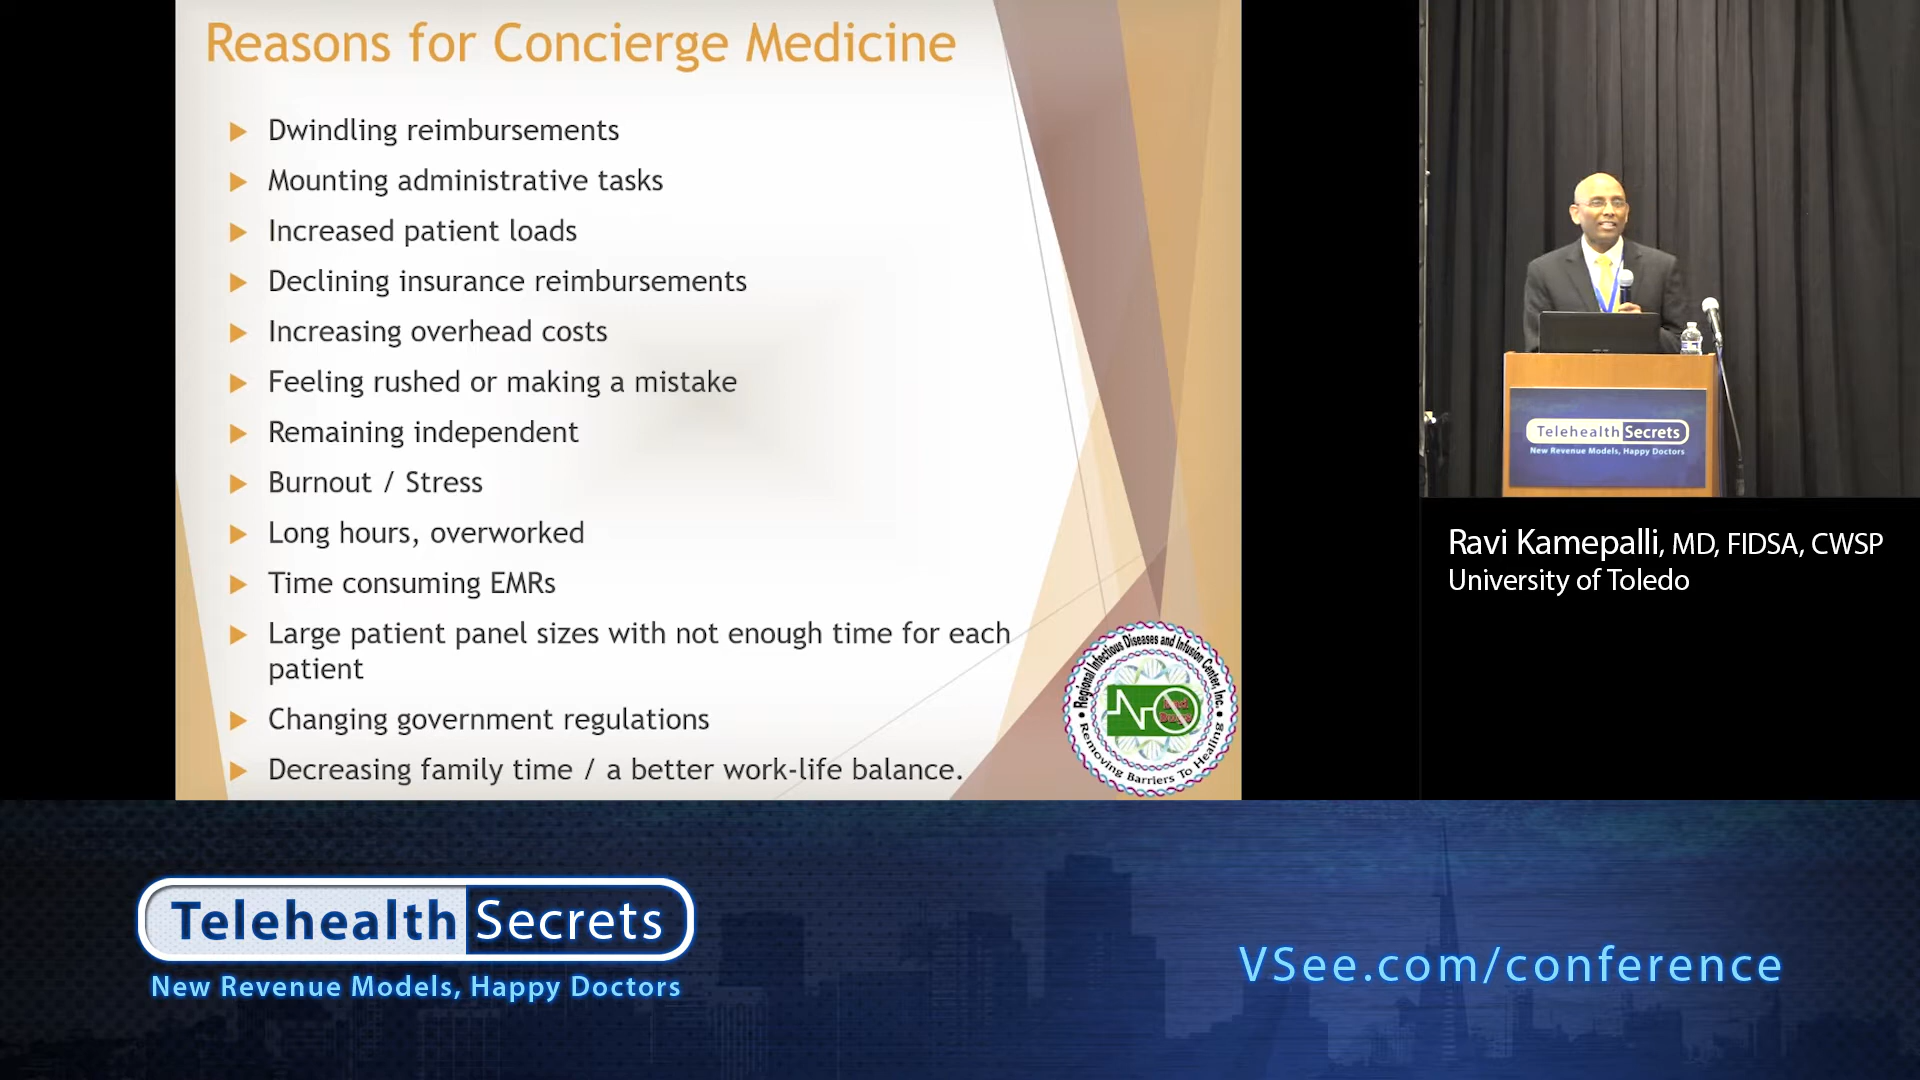 Reasons for Concierge Medicine
Dwindling reimbursements
Mounting administrative tasks
Increased patient loads
Declining insurance reimbursements
Increasing overhead costs
Feeling rushed or making a mistake
Remaining independent
Burnout / Stress
Long hours, overworked
Time consuming EMRs
Large patient panel sizes with not enough time for each
patient
Changing government regulations
Decreasing family time / a better work-life balance.
Regional Infectious Diseases and Infusion Center, Inc.
Removing Barriers To Healing
Telehealth Secrets
New Revenue Models, Happy Doctors
Ravi Kamepalli, MD, FIDSA, CWSP
University of Toledo
Telehealth Secrets
New Revenue Models, Happy Doctors
VSee.com/conference